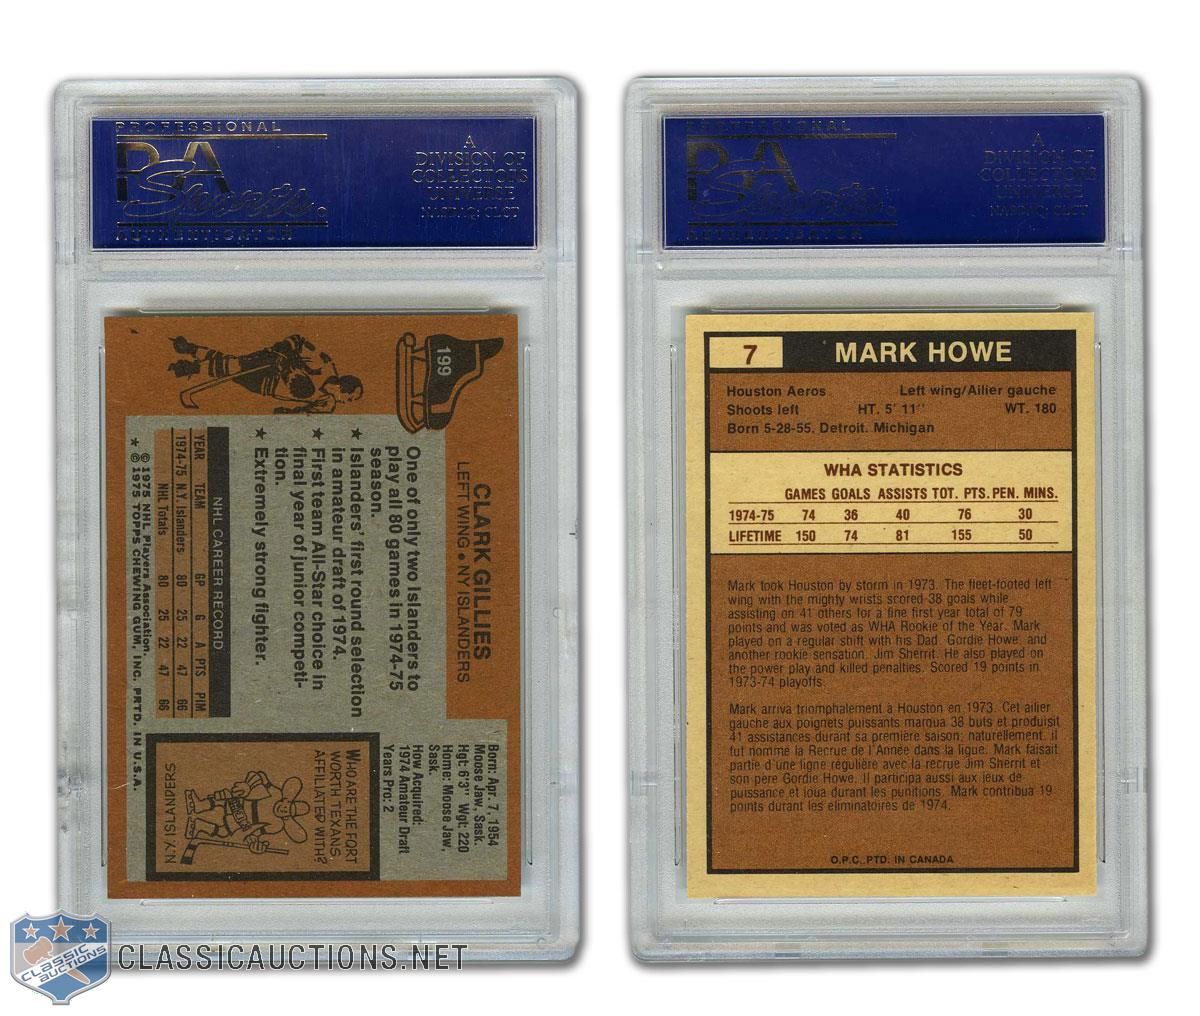 PROFESSIONAL
PSA
Sports
AUTHENTICATOR
A
DIVISION OF
COLLECTORS
UNIVERSE
NASDAQ: CLCT
199
CLARK GILLIES
LEFT WING • NY ISLANDERS
One of only two Islanders to
play all 80 games in 1974-75
season.
★ Islanders' first round selection
in amateur draft of 1974.
★ First team All-Star choice in
final year of junior competi-
tion.
★ Extremely strong fighter.
NHL CAREER RECORD
YEAR TEAM GP G A PTS PIM
1974-75 N.Y. Islanders 80 25 22 47 66
NHL Totals 80 25 22 47 66
© 1975 NHL Players Association.
★ © 1975 TOPPS CHEWING GUM, INC. PRTD. IN U.S.A.
Born: Apr. 7, 1954
Moose Jaw, Sask.
Hgt: 6'3" Wgt: 220
Home: Moose Jaw,
Sask.
How Acquired:
1974 Amateur Draft
Years Pro: 2
WHO ARE THE FORT
WORTH TEXANS
AFFILIATED WITH?
N.Y. ISLANDERS
PROFESSIONAL
PSA
Sports
AUTHENTICATOR
A
DIVISION OF
COLLECTORS
UNIVERSE
NASDAQ: CLCT
7 MARK HOWE
Houston Aeros Left wing/Ailier gauche
Shoots left HT. 5' 11'' WT. 180
Born 5-28-55. Detroit. Michigan
WHA STATISTICS
GAMES GOALS ASSISTS TOT. PTS. PEN. MINS.
1974-75 74 36 40 76 30
LIFETIME 150 74 81 155 50
Mark took Houston by storm in 1973. The fleet-footed left
wing with the mighty wrists scored 38 goals while
assisting on 41 others for a fine first year total of 79
points and was voted as WHA Rookie of the Year. Mark
played on a regular shift with his Dad, Gordie Howe, and
another rookie sensation, Jim Sherrit. He also played on
the power play and killed penalties. Scored 19 points in
1973-74 playoffs.
Mark arriva triomphalement à Houston en 1973. Cet ailier
gauche aux poignets puissants marqua 38 buts et produisit
41 assistances durant sa première saison; naturellement, il
fut nommé la Recrue de l'Année dans la ligue. Mark faisait
partie d'une ligne régulière avec la recrue Jim Sherrit et
son père Gordie Howe. Il participa aussi aux jeux de
puissance et joua durant les punitions. Mark contribua 19
points durant les éliminatoires de 1974.
O.P.C. PTD. IN CANADA
CLASSIC
AUCTIONS
CLASSICAUCTIONS.NET